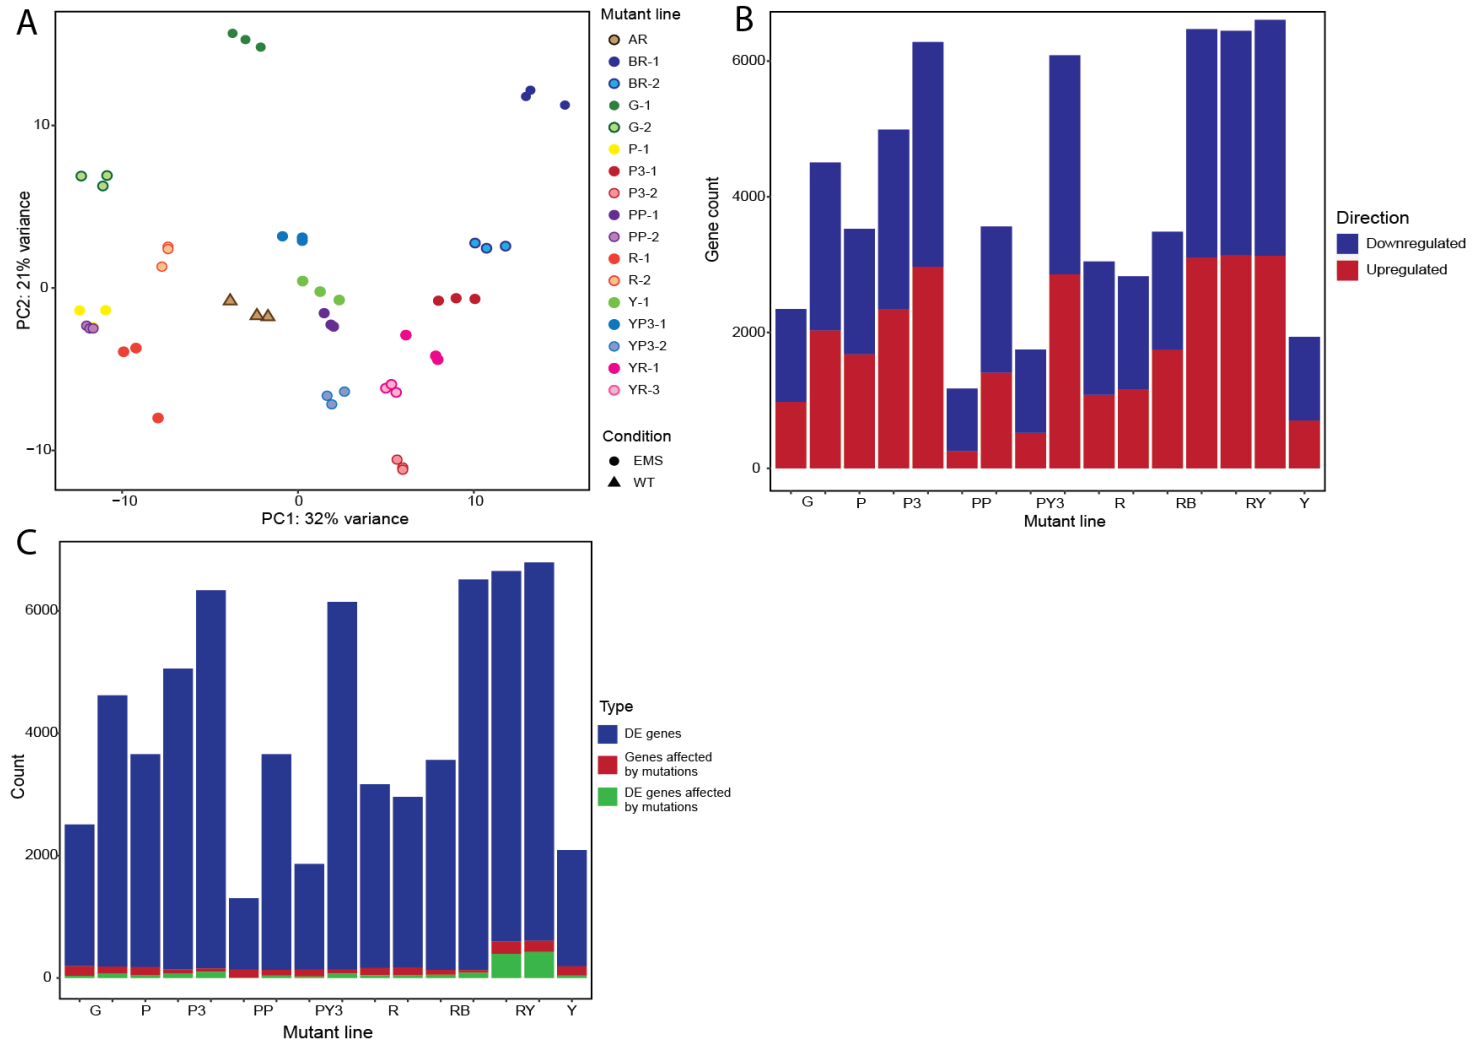 A
Mutant line
AR
BR-1
BR-2
G-1
G-2
P-1
P3-1
P3-2
PP-1
PP-2
R-1
R-2
Y-1
YP3-1
YP3-2
YR-1
YR-3
Condition
EMS
WT
10
0
−10
PC2: 21% variance
−10
0
10
PC1: 32% variance
B
6000
4000
2000
0
Gene count
G
P
P3
PP
PY3
R
RB
RY
Y
Mutant line
Direction
Downregulated
Upregulated
C
6000
4000
2000
0
Count
G
P
P3
PP
PY3
R
RB
RY
Y
Mutant line
Type
DE genes
Genes affected
by mutations
DE genes affected
by mutations